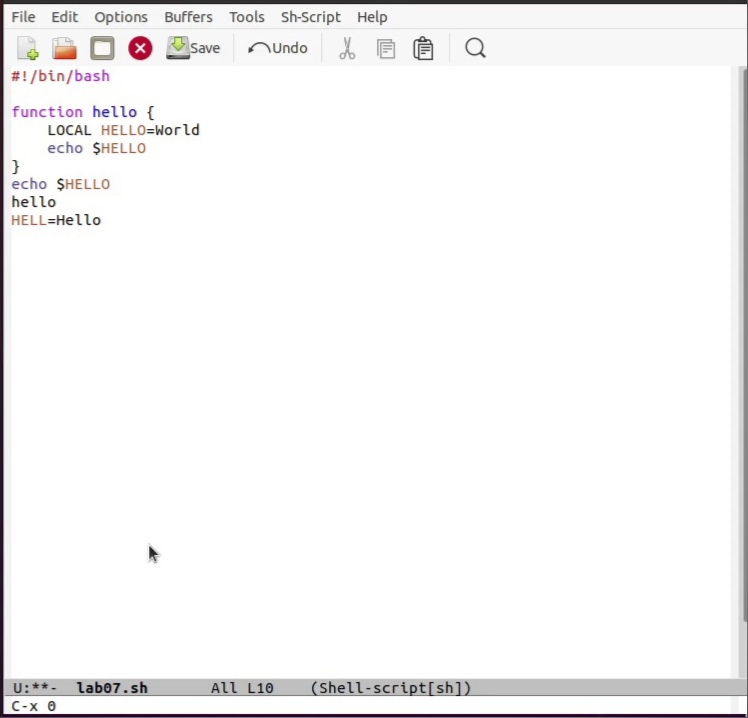 File Edit Options Buffers Tools Sh-Script Help
Save Undo
#!/bin/bash
function hello {
LOCAL HELLO=World
echo $HELLO
}
echo $HELLO
hello
HELL=Hello
U:**- lab07.sh All L10 (Shell-script[sh])
C-x 0